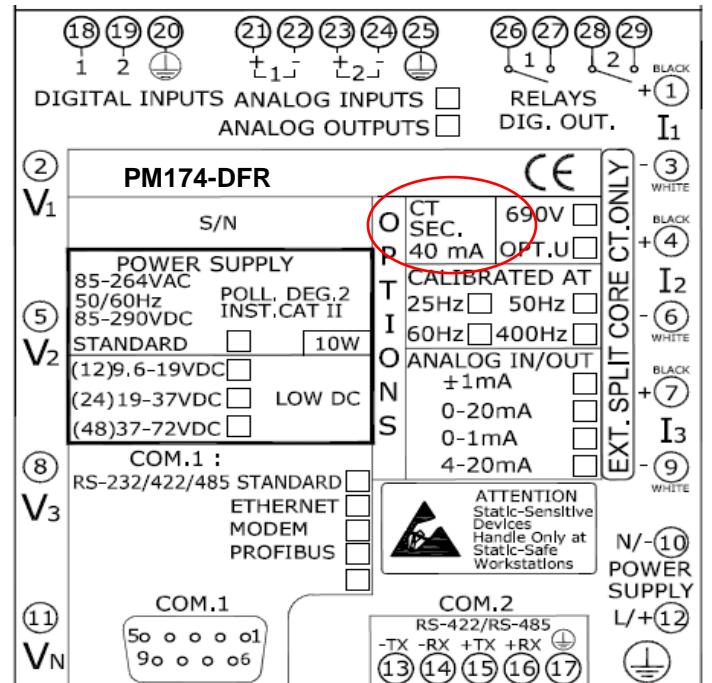 18 19 20 21 22 23 24 25 26 27 28 29
1 2 + 1 - + 2 - 1 2
DIGITAL INPUTS ANALOG INPUTS
ANALOG OUTPUTS
RELAYS
DIG. OUT.
BLACK
+ 1
I1
- 3
WHITE
BLACK
+ 4
I2
- 6
WHITE
BLACK
+ 7
I3
- 9
WHITE
EXT. SPLIT CORE CT.ONLY
2
V1
5
V2
8
V3
11
VN
PM174-DFR
CE
S/N
OPTIONS
CT
SEC.
40 mA
690V
OPT.U
CALIBRATED AT
25Hz 50Hz
60Hz 400Hz
ANALOG IN/OUT
±1mA
0-20mA
0-1mA
4-20mA
POWER SUPPLY
85-264VAC
50/60Hz
85-290VDC
POLL. DEG.2
INST.CAT II
STANDARD 10W
(12)9.6-19VDC
(24)19-37VDC LOW DC
(48)37-72VDC
COM.1 :
RS-232/422/485 STANDARD
ETHERNET
MODEM
PROFIBUS
ATTENTION
Static-Sensitive
Devices
Handle Only at
Static-Safe
Workstations
N/- 10
POWER
SUPPLY
L/+ 12
COM.1
5 1
9 6
COM.2
RS-422/RS-485
-TX -RX +TX +RX
13 14 15 16 17